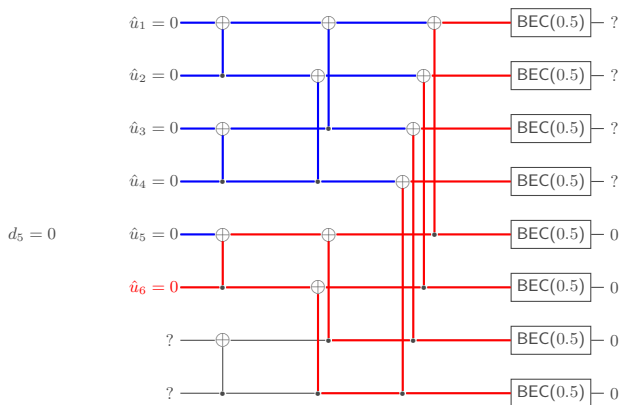 û₁ = 0 BEC(0.5) ?
û₂ = 0 BEC(0.5) ?
û₃ = 0 BEC(0.5) ?
û₄ = 0 BEC(0.5) ?
d₅ = 0 û₅ = 0 BEC(0.5) 0
û₆ = 0 BEC(0.5) 0
? BEC(0.5) 0
? BEC(0.5) 0